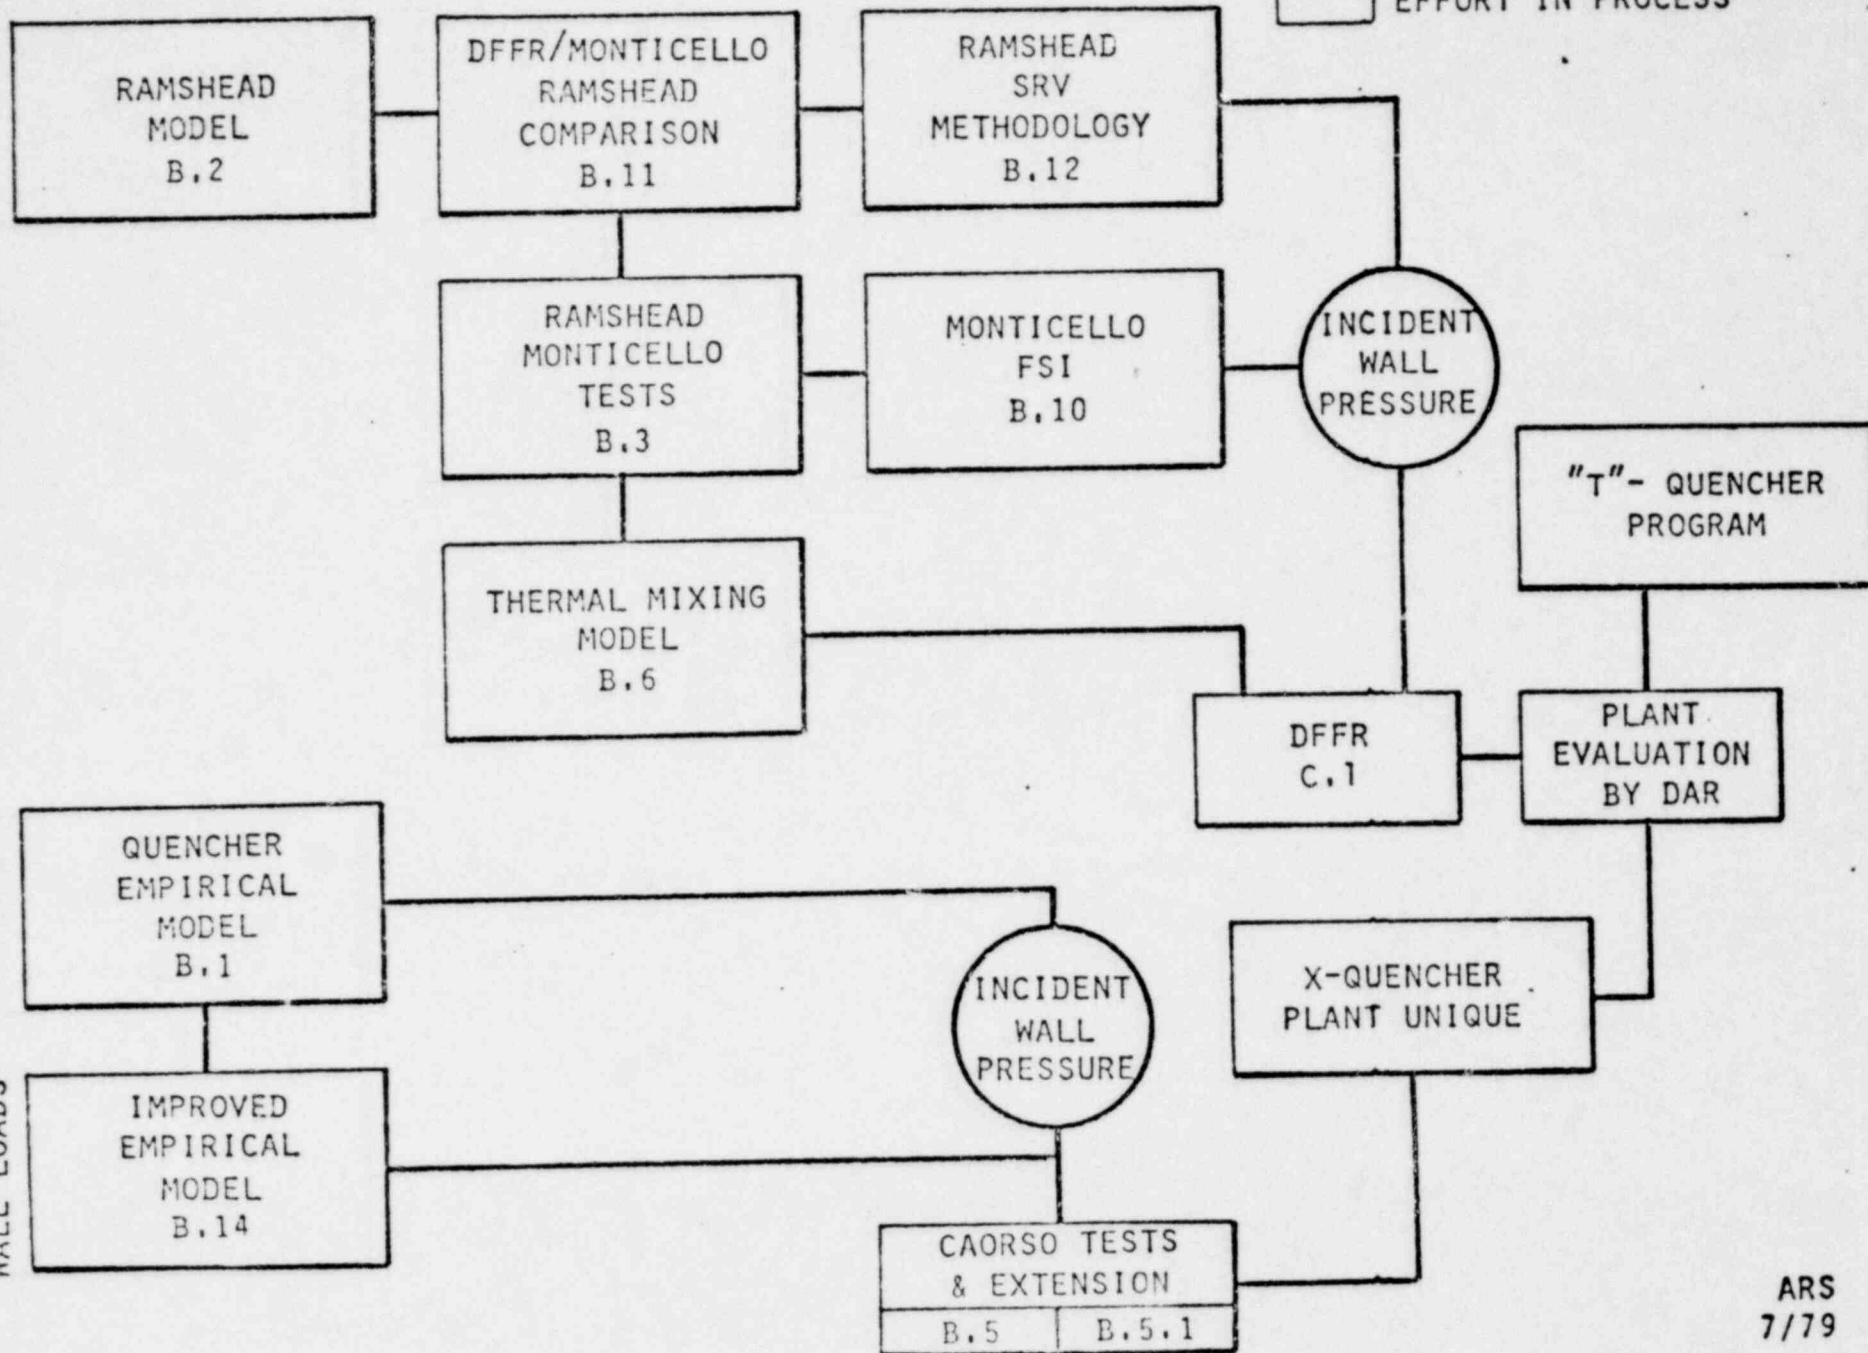 EFFORT IN PROCESS
RAMSHEAD
MODEL
B.2
DFFR/MONTICELLO
RAMSHEAD
COMPARISON
B.11
RAMSHEAD
SRV
METHODOLOGY
B.12
RAMSHEAD
MONTICELLO
TESTS
B.3
MONTICELLO
FSI
B.10
INCIDENT
WALL
PRESSURE
"T"- QUENCHER
PROGRAM
THERMAL MIXING
MODEL
B.6
DFFR
C.1
PLANT
EVALUATION
BY DAR
QUENCHER
EMPIRICAL
MODEL
B.1
INCIDENT
WALL
PRESSURE
X-QUENCHER
PLANT UNIQUE
WALL LOADS
IMPROVED
EMPIRICAL
MODEL
B.14
CAORSO TESTS
& EXTENSION
B.5
B.5.1
ARS
7/79